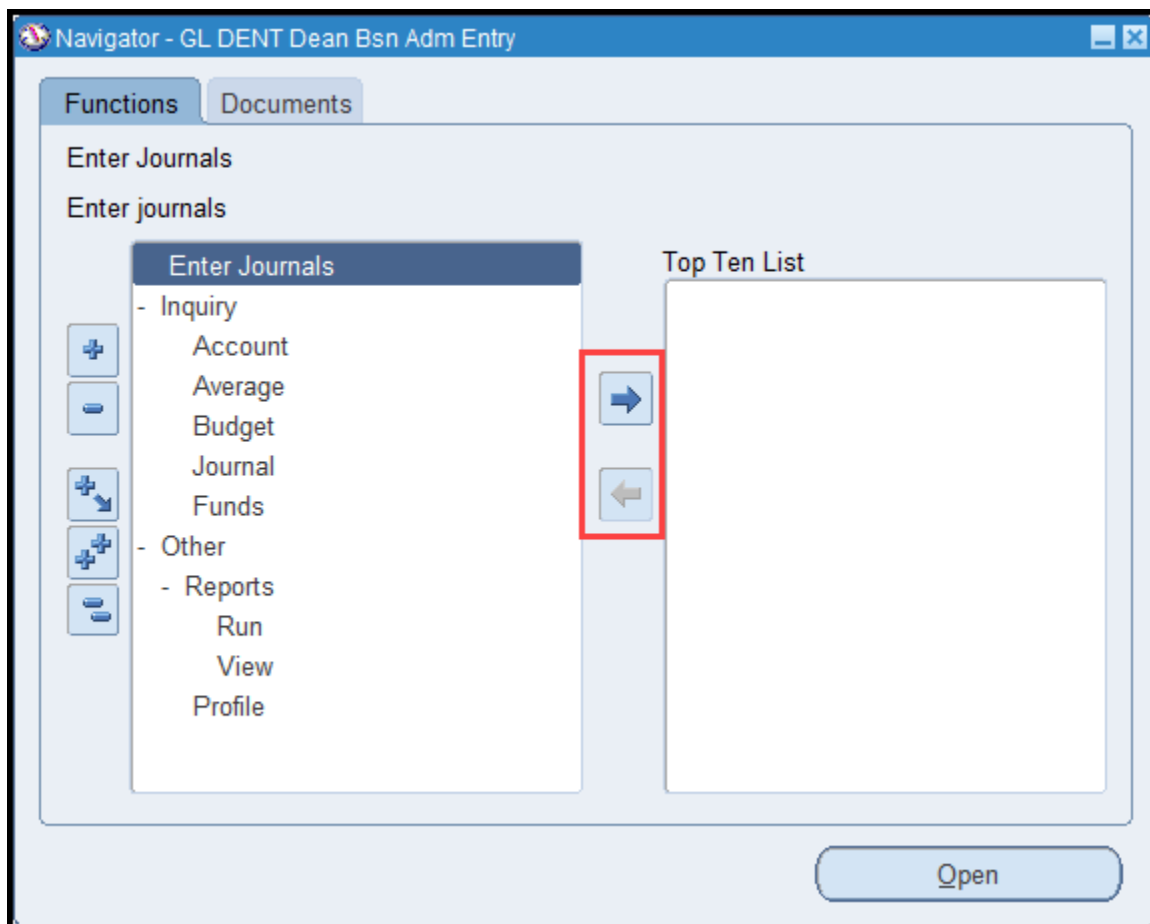 Navigator - GL DENT Dean Bsn Adm Entry
Functions Documents
Enter Journals
Enter journals
Enter Journals
- Inquiry
Account
Average
Budget
Journal
Funds
- Other
- Reports
Run
View
Profile
Top Ten List
Open